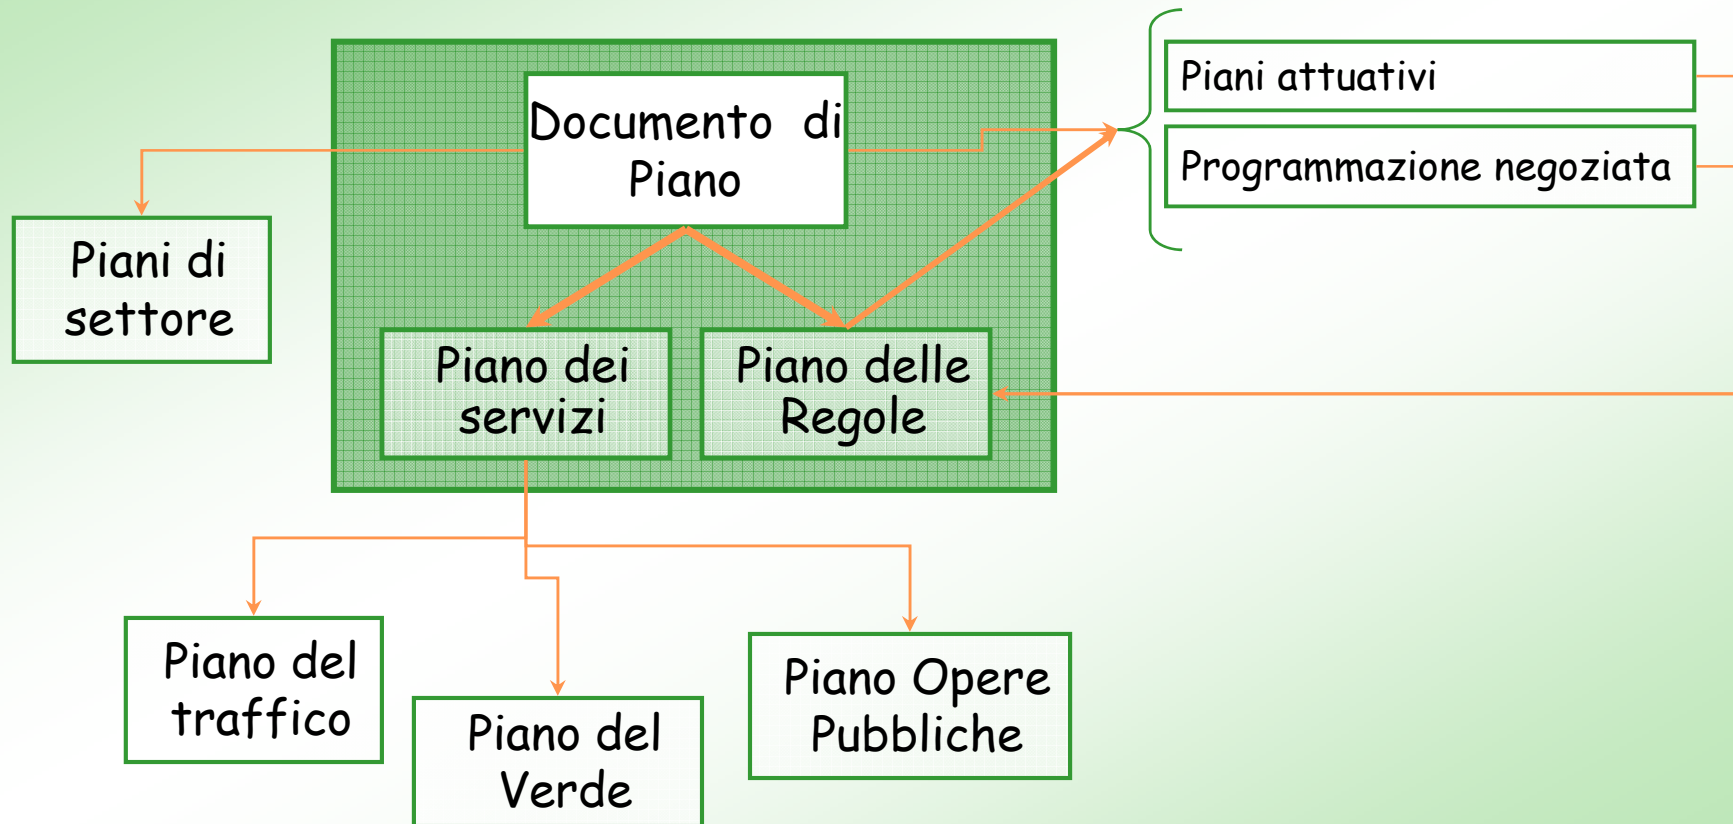 Documento di
Piano
Piani attuativi
Programmazione negoziata
Piani di
settore
Piano dei
servizi
Piano delle
Regole
Piano del
traffico
Piano del
Verde
Piano Opere
Pubbliche